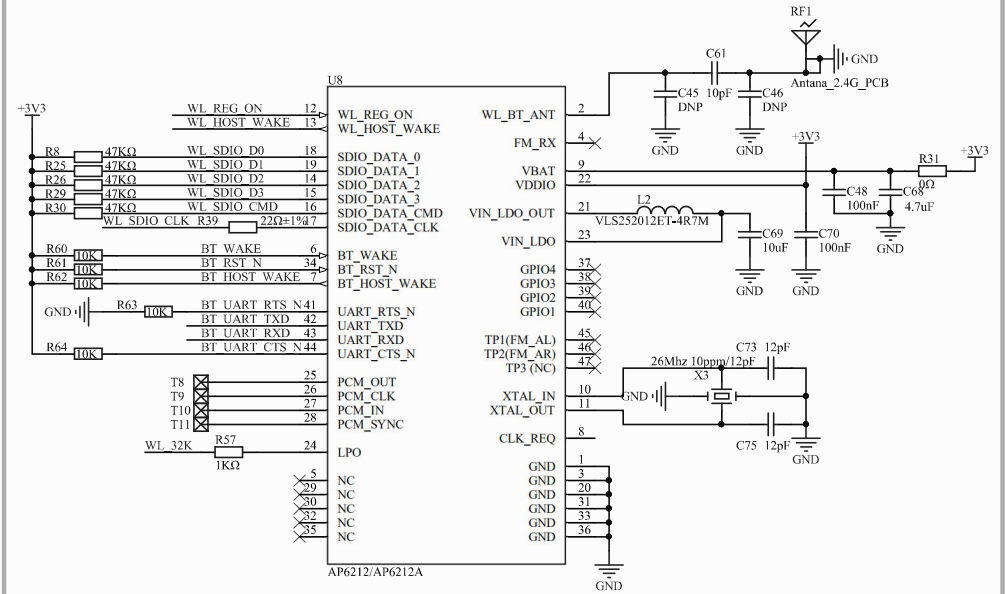 RF1
C61
GND
U8
C45
10pF
C46
Antana_2.4G_PCB
DNP
DNP
+3V3
WL_REG_ON 12 WL_REG_ON WL_BT_ANT 2
WL_HOST_WAKE 13 WL_HOST_WAKE
GND GND
+3V3
FM_RX 4
R8 47KΩ WL_SDIO_D0 18 SDIO_DATA_0
+3V3
R25 47KΩ WL_SDIO_D1 19 SDIO_DATA_1 VBAT 9
R31
R26 47KΩ WL_SDIO_D2 14 SDIO_DATA_2 VDDIO 22
0Ω
R29 47KΩ WL_SDIO_D3 15 SDIO_DATA_3
C48 C68
100nF 4.7uF
R30 47KΩ WL_SDIO_CMD 16 SDIO_DATA_CMD VIN_LDO_OUT 21 L2
WL_SDIO_CLK R39 22Ω±1% 17 SDIO_DATA_CLK VLS252012ET-4R7M
VIN_LDO 23
C69 C70 GND
10uF 100nF
R60 10K BT_WAKE 6 BT_WAKE
R61 10K BT_RST_N 34 BT_RST_N GPIO4 37
R62 10K BT_HOST_WAKE 7 BT_HOST_WAKE GPIO3 38
GPIO2 39
GND GND
GND R63 10K BT_UART_RTS_N 41 UART_RTS_N GPIO1 40
BT_UART_TXD 42 UART_TXD
BT_UART_RXD 43 UART_RXD TP1(FM_AL) 45
R64 10K BT_UART_CTS_N 44 UART_CTS_N TP2(FM_AR) 46
C73 12pF
TP3 (NC) 47
26Mhz 10ppm/12pF
X3
T8 25 PCM_OUT
T9 26 PCM_CLK XTAL_IN 10 GND
T10 27 PCM_IN XTAL_OUT 11
T11 28 PCM_SYNC
CLK_REQ 8
C75 12pF
GND
WL_32K R57 24 LPO
1KΩ
GND 1
5 NC GND 3
29 NC GND 20
30 NC GND 31
32 NC GND 33
35 NC GND 36
AP6212/AP6212A
GND